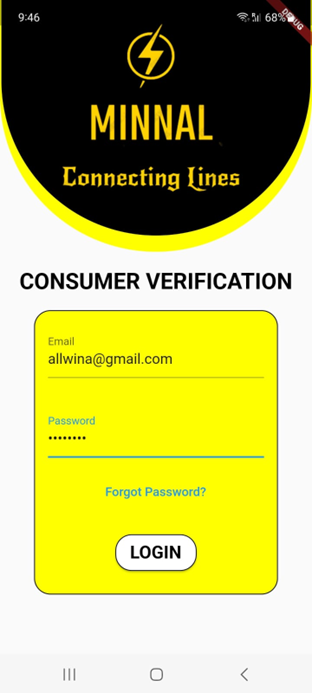 9:46
68%
DEBUG
MINNAL
Connecting Lines
CONSUMER VERIFICATION
Email
allwina@gmail.com
Password
••••••••
Forgot Password?
LOGIN